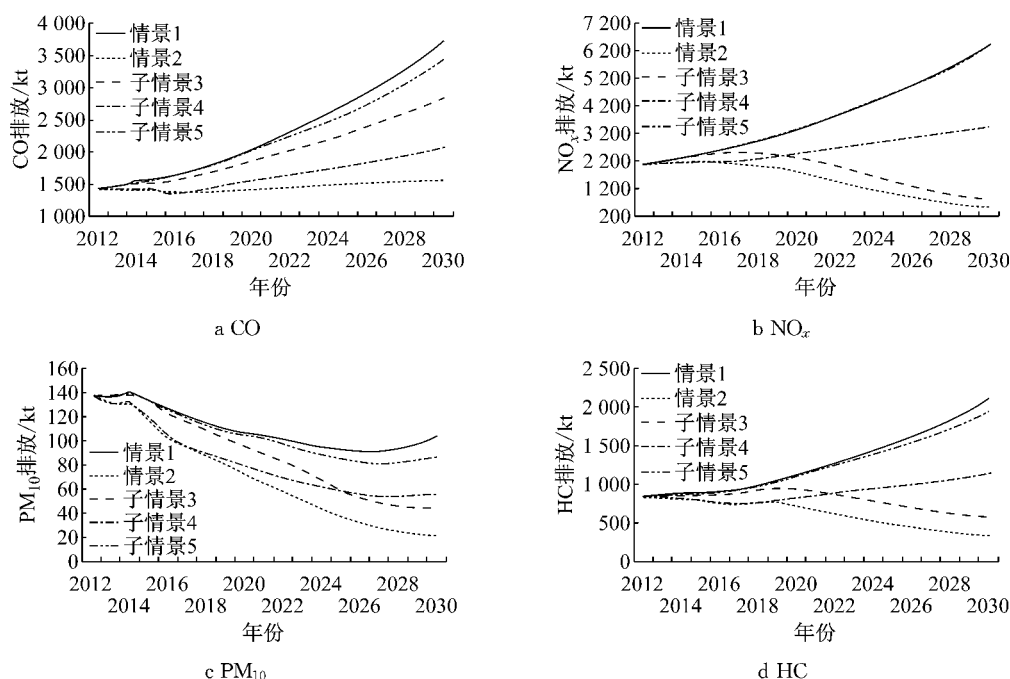 4 000
3 500
3 000
2 500
2 000
1 500
1 000
CO排放/kt
情景1
情景2
子情景3
子情景4
子情景5
2012 2016 2020 2024 2028
2014 2018 2022 2026 2030
年份
a CO
7 200
6 200
5 200
4 200
3 200
2 200
1 200
200
NOx排放/kt
情景1
情景2
子情景3
子情景4
子情景5
2012 2016 2020 2024 2028
2014 2018 2022 2026 2030
年份
b NOx
160
140
120
100
80
60
40
20
0
PM10排放/kt
情景1
情景2
子情景3
子情景4
子情景5
2012 2016 2020 2024 2028
2014 2018 2022 2026 2030
年份
c PM10
2 500
2 000
1 500
1 000
500
0
HC排放/kt
情景1
情景2
子情景3
子情景4
子情景5
2012 2016 2020 2024 2028
2014 2018 2022 2026 2030
年份
d HC